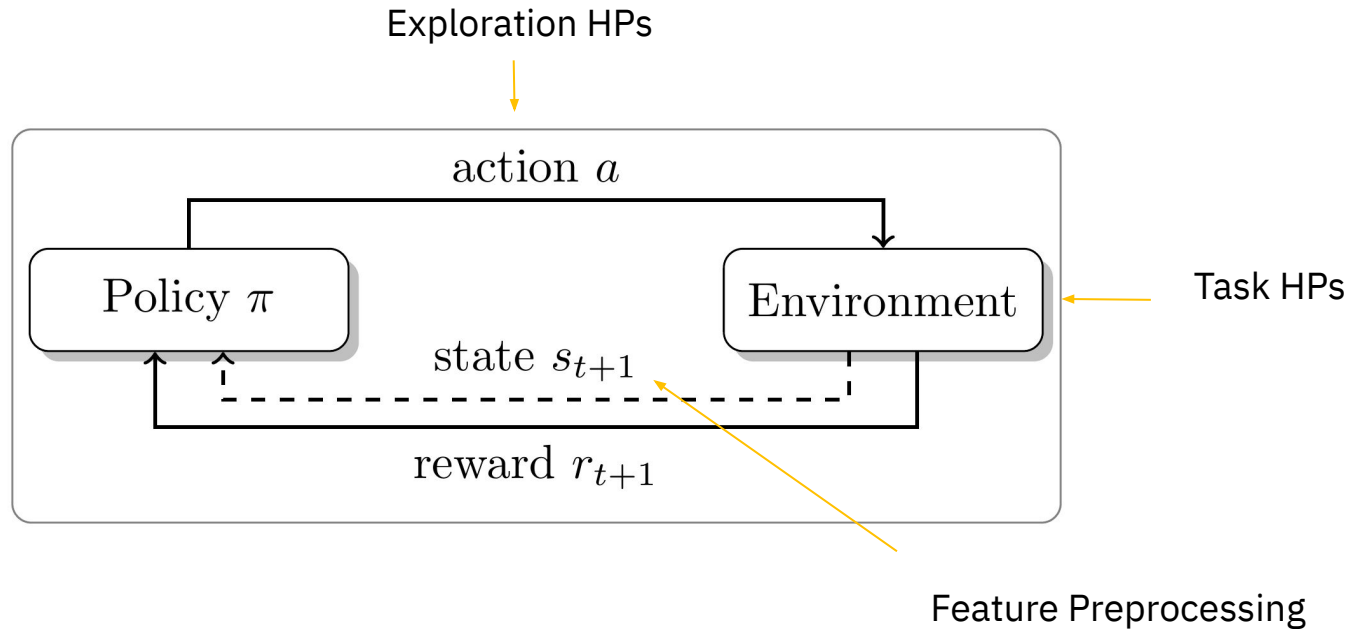 Exploration HPs
action a
Policy π
Environment
Task HPs
state s_{t+1}
reward r_{t+1}
Feature Preprocessing